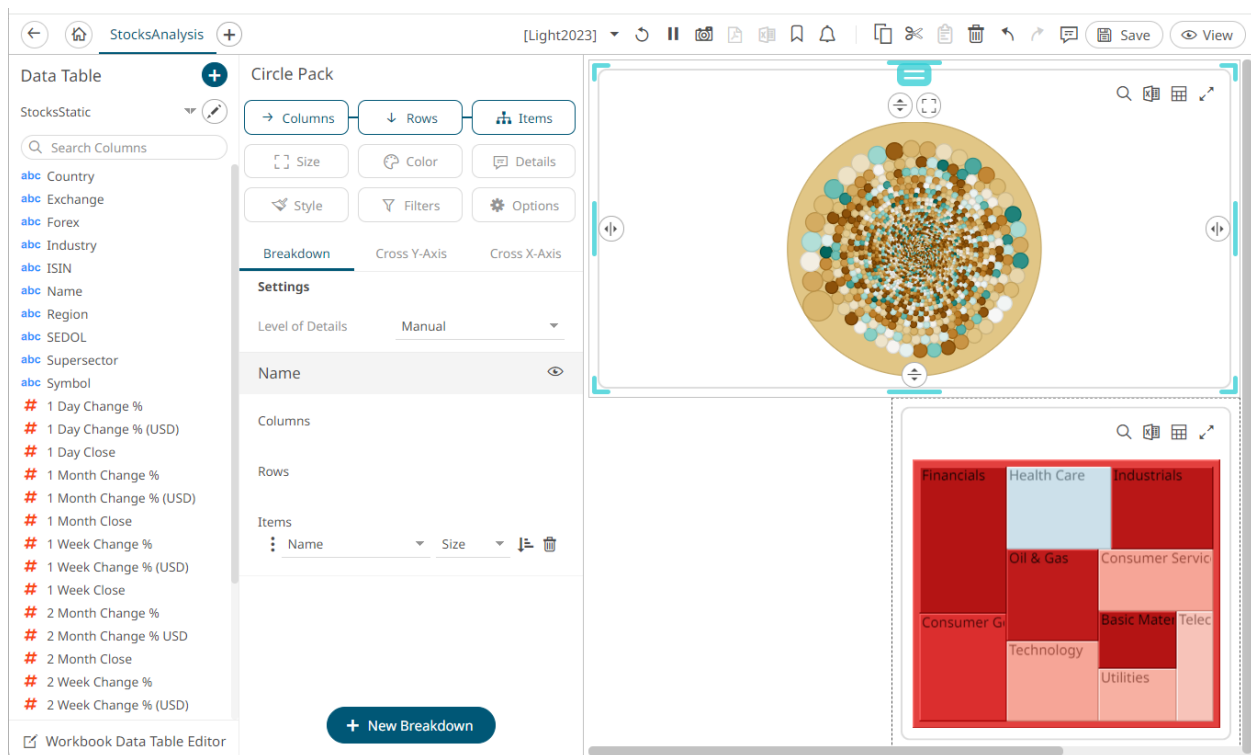 StocksAnalysis
[Light2023]
Save
View
Data Table
StocksStatic
Search Columns
abc Country
abc Exchange
abc Forex
abc Industry
abc ISIN
abc Name
abc Region
abc SEDOL
abc Supersector
abc Symbol
# 1 Day Change %
# 1 Day Change % (USD)
# 1 Day Close
# 1 Month Change %
# 1 Month Change % (USD)
# 1 Month Close
# 1 Week Change %
# 1 Week Change % (USD)
# 1 Week Close
# 2 Month Change %
# 2 Month Change % USD
# 2 Month Close
# 2 Week Change %
# 2 Week Change % (USD)
Workbook Data Table Editor
Circle Pack
Columns
Rows
Items
Size
Color
Details
Style
Filters
Options
Breakdown
Cross Y-Axis
Cross X-Axis
Settings
Level of Details
Manual
Name
Columns
Rows
Items
Name
Size
New Breakdown
Financials
Health Care
Industrials
Oil & Gas
Consumer Servic
Consumer G
Basic Mater
Telec
Technology
Utilities